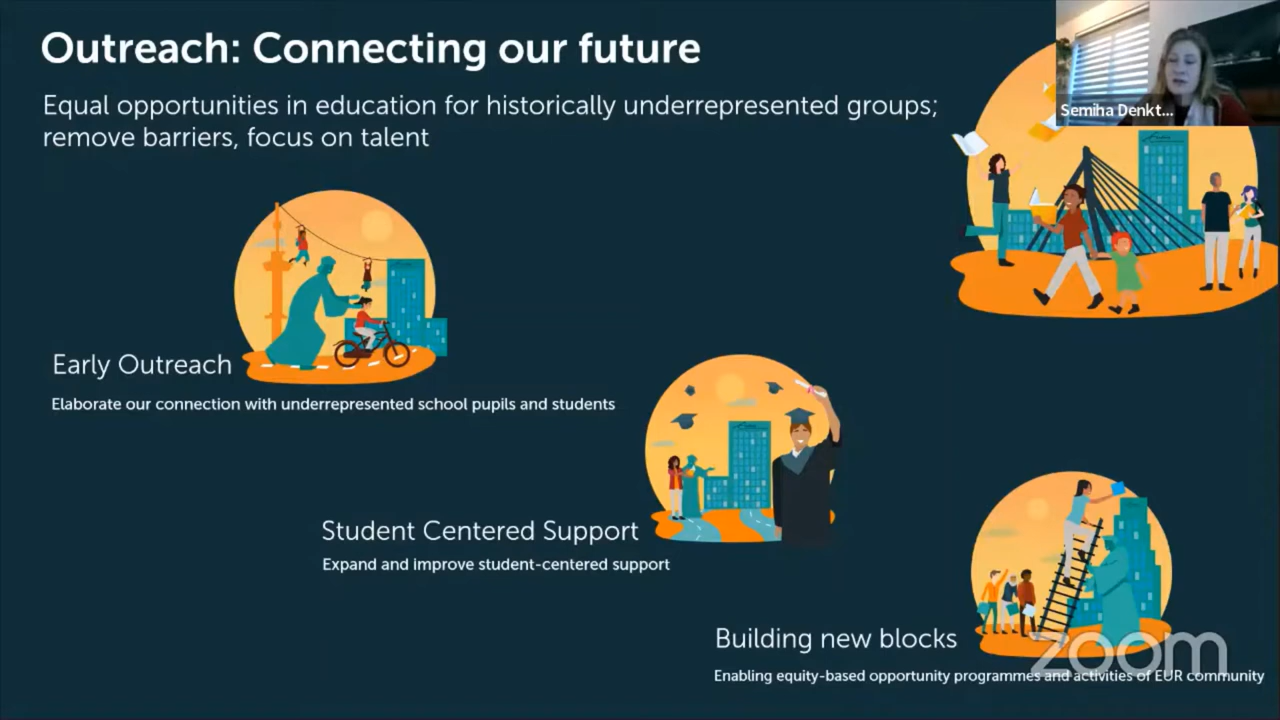 Outreach: Connecting our future
Equal opportunities in education for historically underrepresented groups;
remove barriers, focus on talent
Semiha Denkt...
Early Outreach
Elaborate our connection with underrepresented school pupils and students
Student Centered Support
Expand and improve student-centered support
Building new blocks
Enabling equity-based opportunity programmes and activities of EUR community
zoom